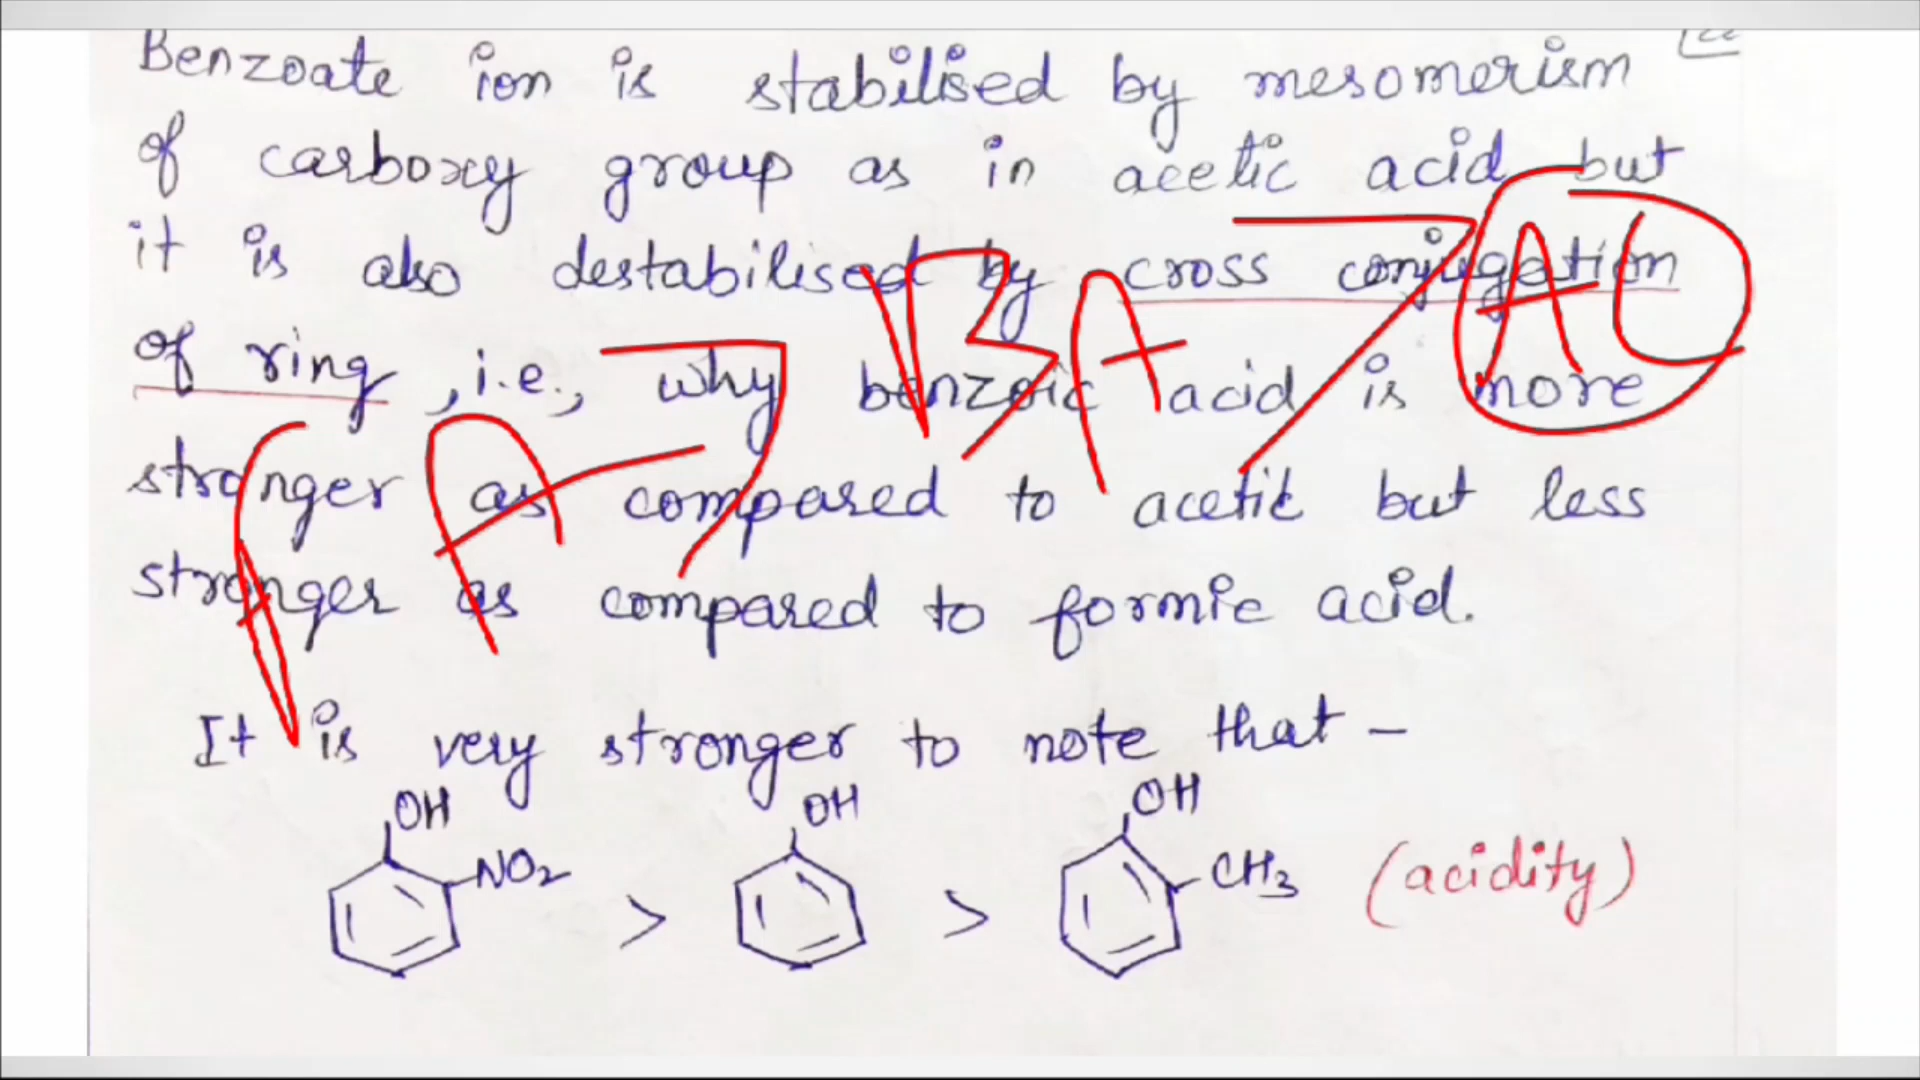 Benzoate ion is stabilised by mesomerism
of carboxy group as in acetic acid but
it is also destabilised by cross conjugation
of ring, i.e., why benzoic acid is more
stronger as compared to acetic but less
stronger as compared to formic acid.
FA > BA > AC
It is very stronger to note that -
OH OH OH
NO2 > > CH3 (acidity)